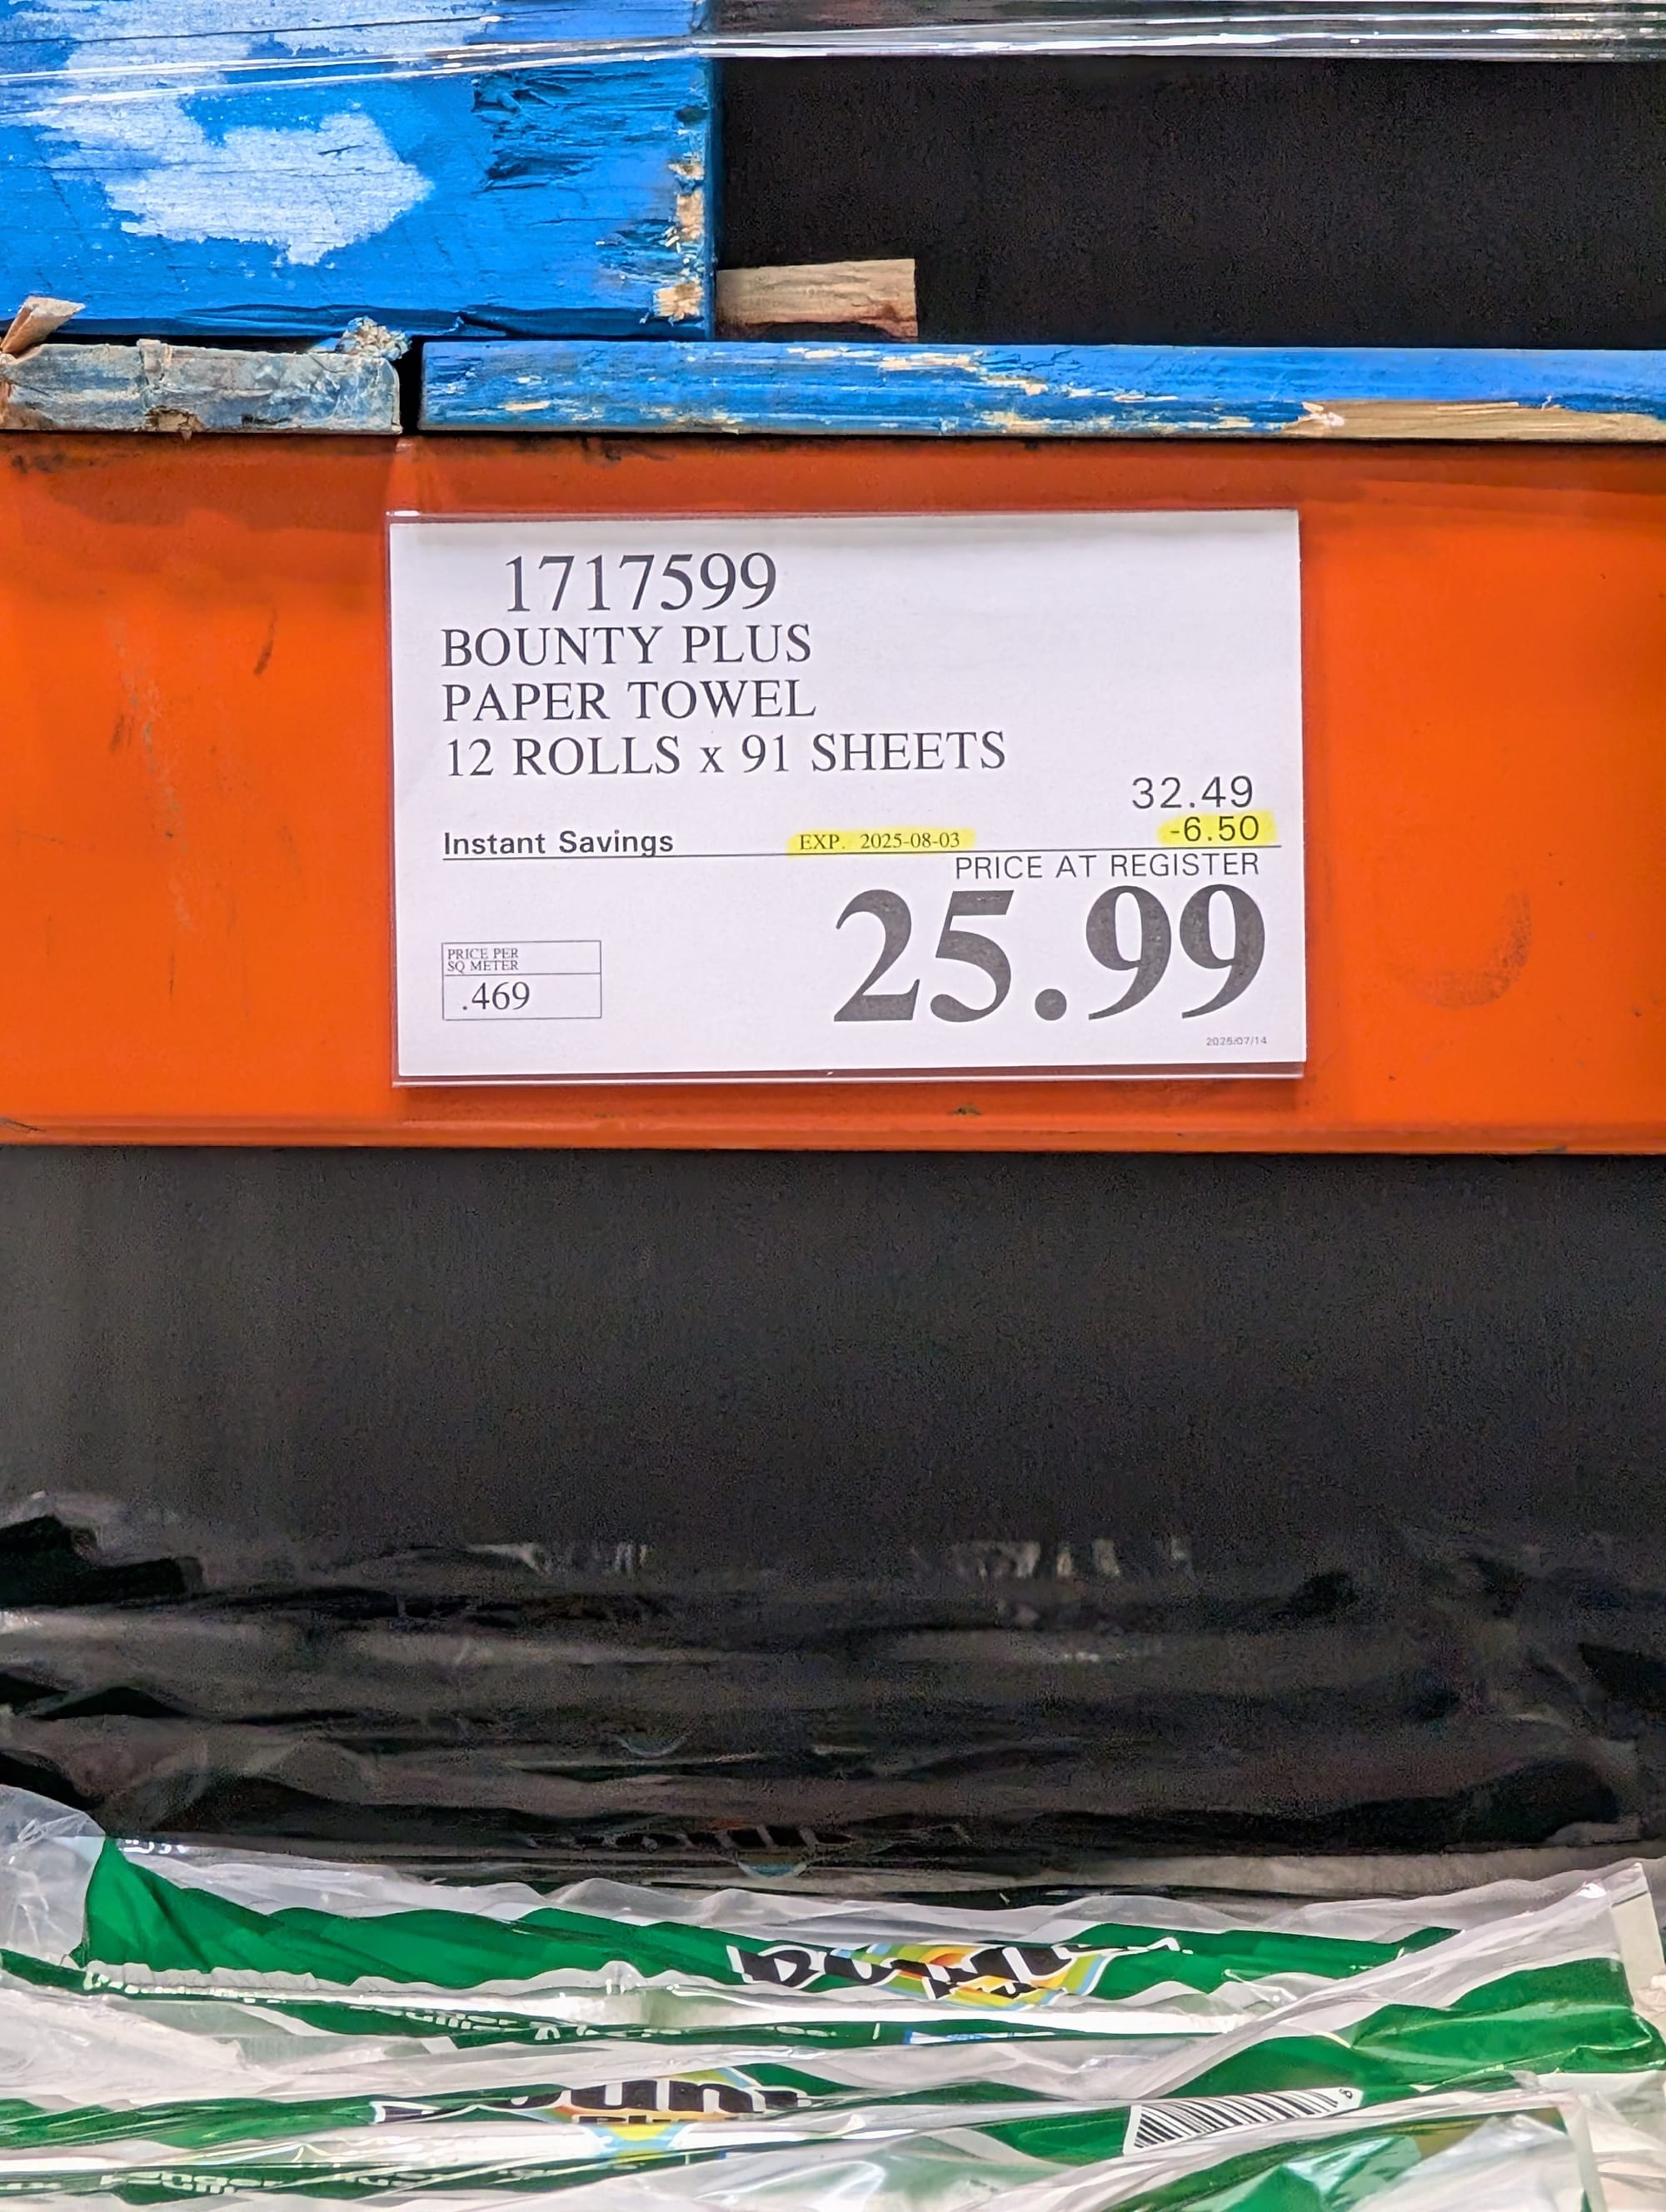 1717599
BOUNTY PLUS
PAPER TOWEL
12 ROLLS x 91 SHEETS
32.49
Instant Savings EXP. 2025-08-03 -6.50
PRICE AT REGISTER
25.99
PRICE PER
SQ METER
.469
2025/07/14